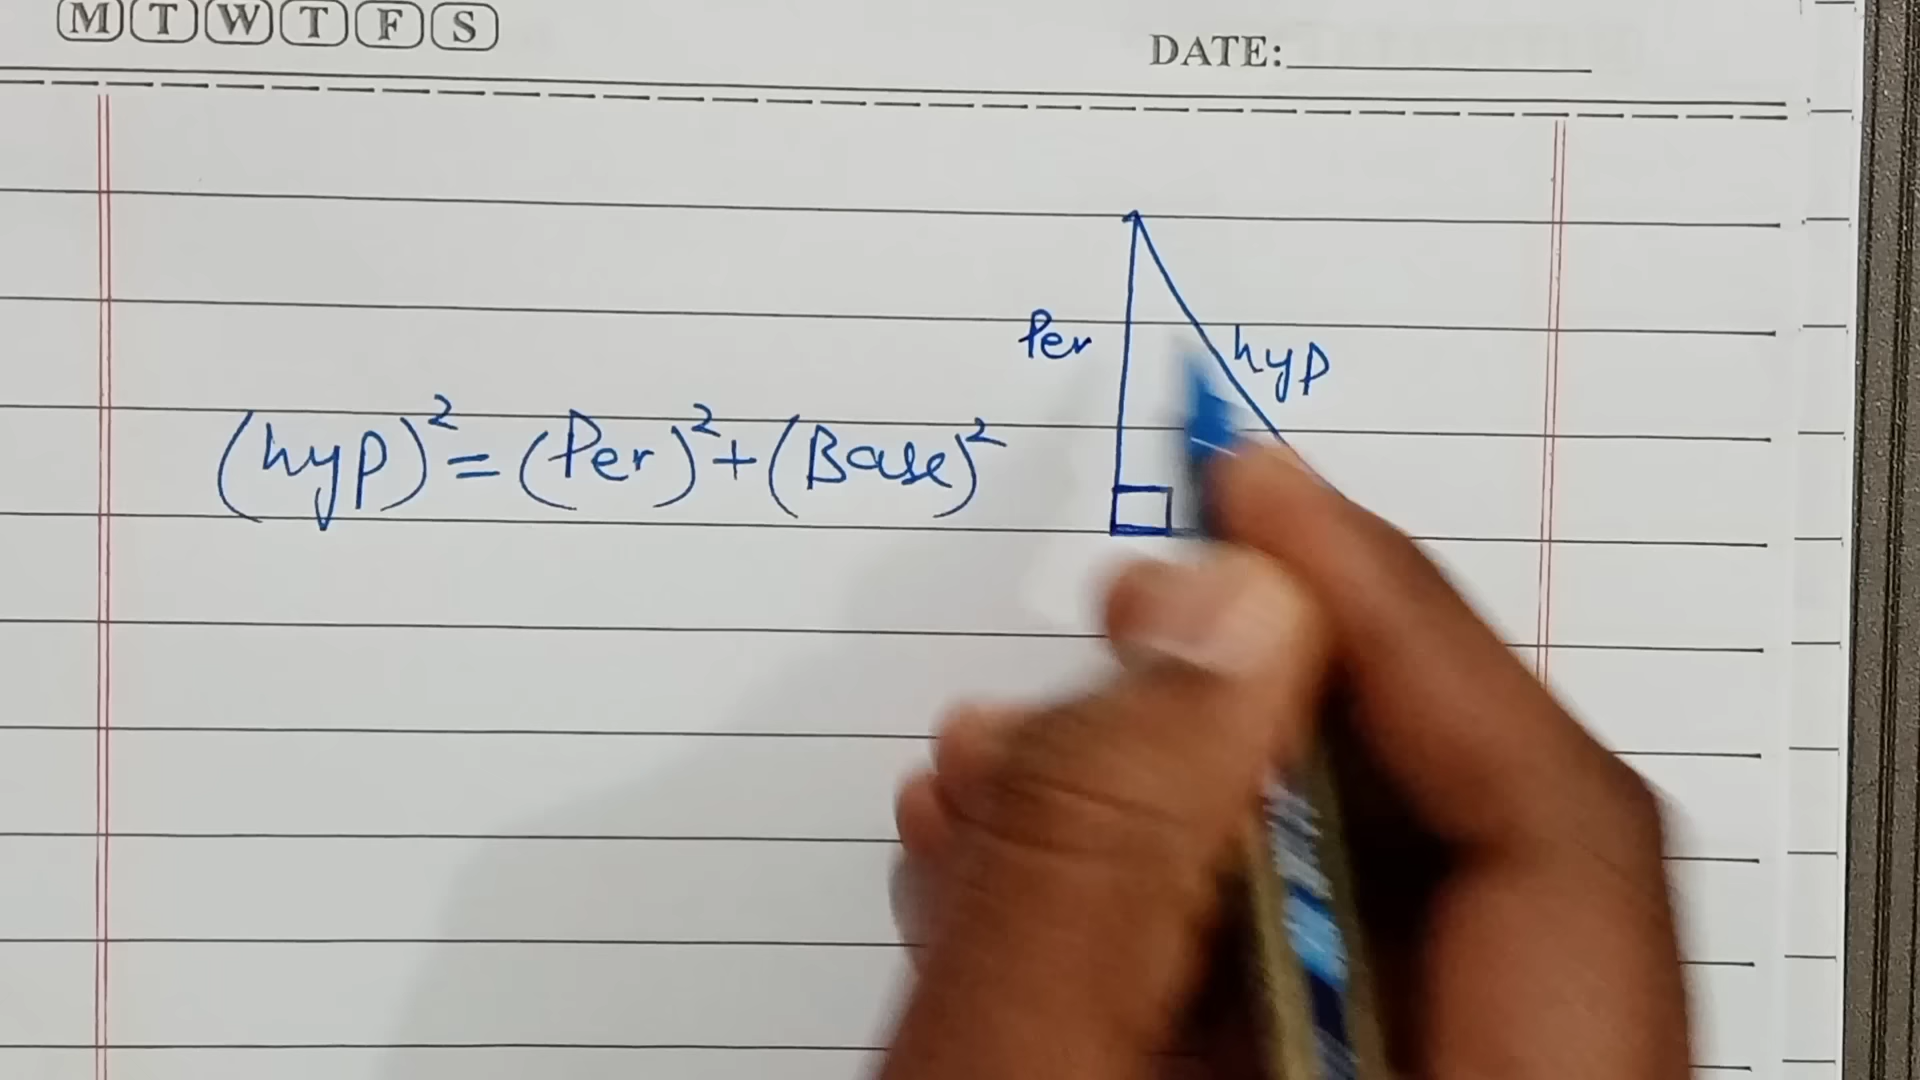 M T W T F S
DATE:
Per
hyp
(hyp)² = (Per)² + (Base)²